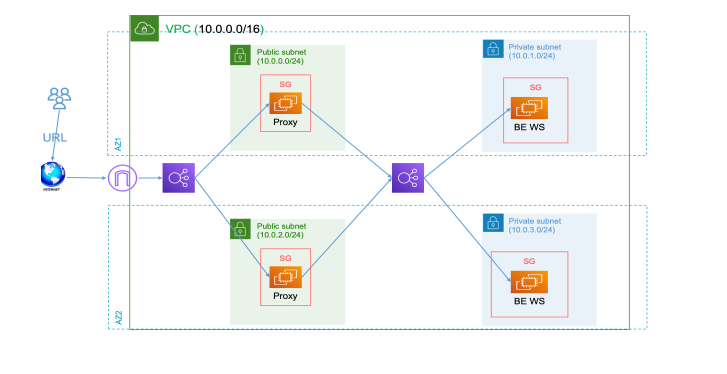 VPC (10.0.0.0/16)
Public subnet
(10.0.0.0/24)
SG
Proxy
Private subnet
(10.0.1.0/24)
SG
BE WS
AZ1
URL
INTERNET
Public subnet
(10.0.2.0/24)
SG
Proxy
Private subnet
(10.0.3.0/24)
SG
BE WS
AZ2